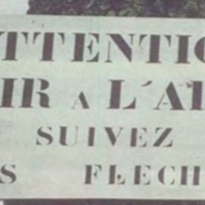 TTENTIO
IR A L'A
SUIVEZ
S FLECH